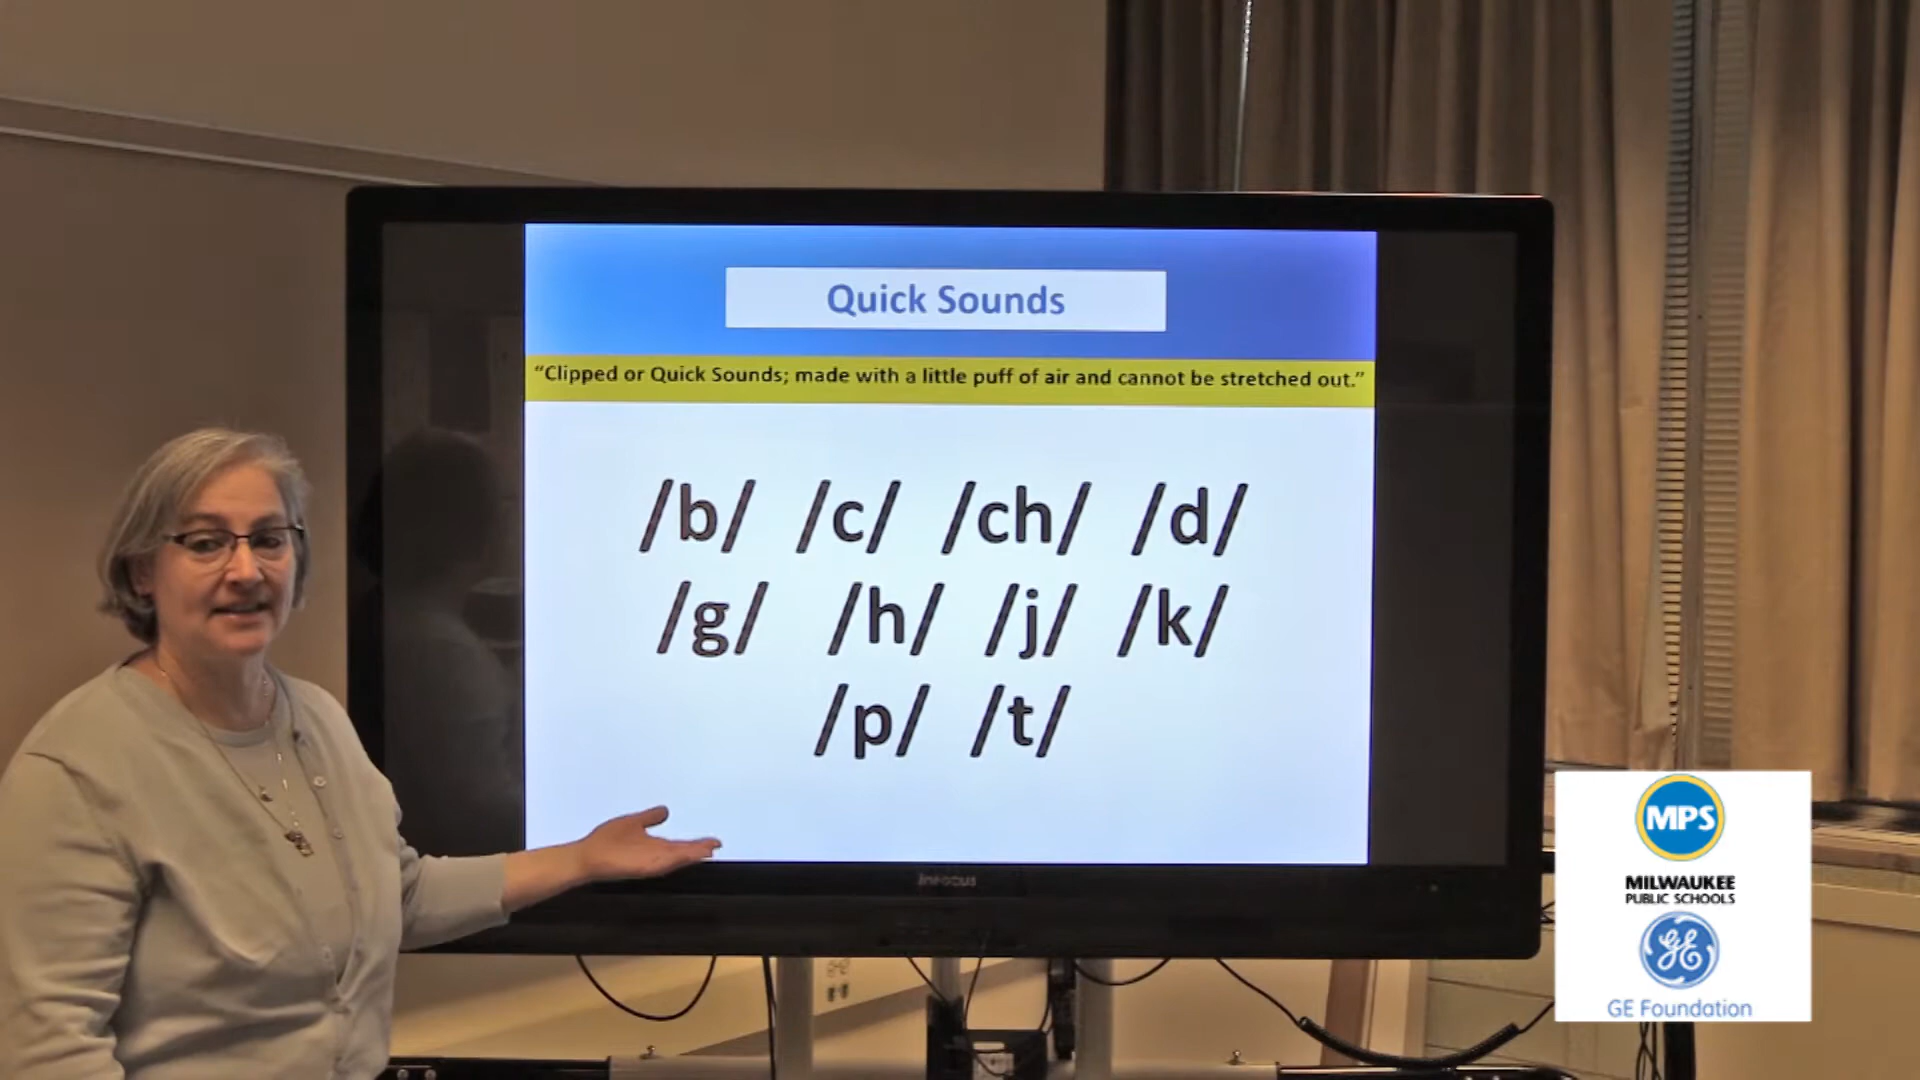 Quick Sounds
“Clipped or Quick Sounds; made with a little puff of air and cannot be stretched out.”
/b/ /c/ /ch/ /d/
/g/ /h/ /j/ /k/
/p/ /t/
InFocus
MPS
MILWAUKEE
PUBLIC SCHOOLS
GE
GE Foundation